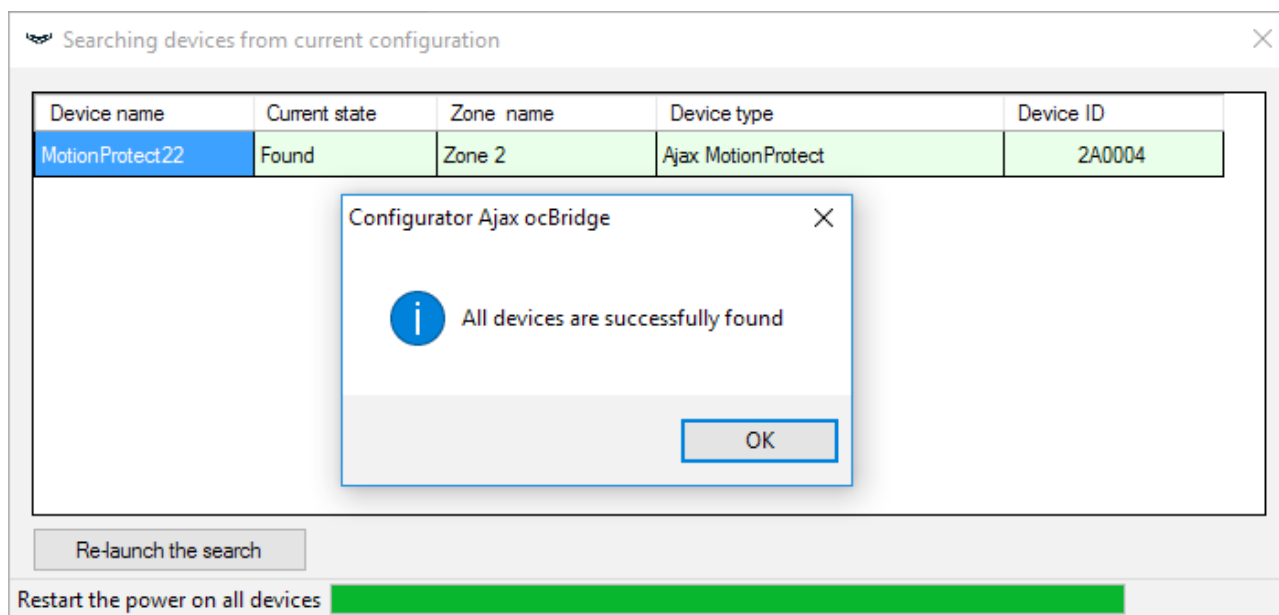 Searching devices from current configuration
Device name Current state Zone name Device type Device ID
MotionProtect22 Found Zone 2 Ajax MotionProtect 2A0004
Configurator Ajax ocBridge
All devices are successfully found
OK
Re-launch the search
Restart the power on all devices